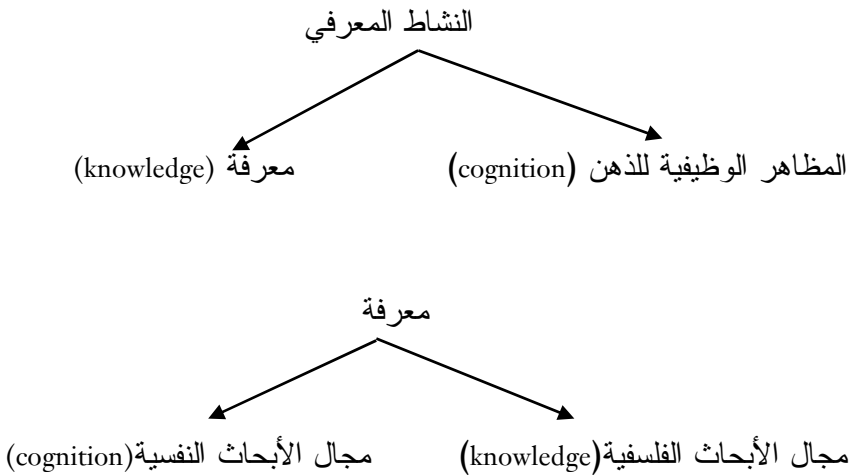 النشاط المعرفي
المظاهر الوظيفية للذهن (cognition)
معرفة (knowledge)
معرفة
مجال الأبحاث الفلسفية(knowledge)
مجال الأبحاث النفسية(cognition)